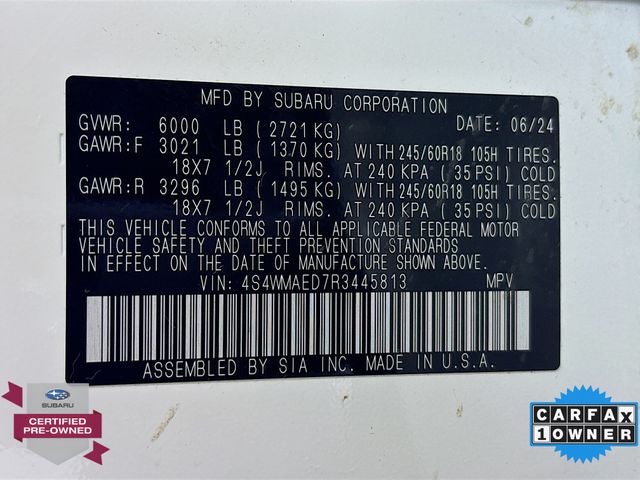 MFD BY SUBARU CORPORATION
GVWR: 6000 LB ( 2721 KG) DATE: 06/24
GAWR:F 3021 LB ( 1370 KG) WITH 245/60R18 105H TIRES.
18X7 1/2J RIMS. AT 240 KPA ( 35 PSI) COLD
GAWR:R 3296 LB ( 1495 KG) WITH 245/60R18 105H TIRES.
18X7 1/2J RIMS. AT 240 KPA ( 35 PSI) COLD
THIS VEHICLE CONFORMS TO ALL APPLICABLE FEDERAL MOTOR
VEHICLE SAFETY AND THEFT PREVENTION STANDARDS
IN EFFECT ON THE DATE OF MANUFACTURE SHOWN ABOVE.
VIN: 4S4WMAED7R3445813 MPV
ASSEMBLED BY SIA INC. MADE IN U.S.A.
SUBARU
CERTIFIED
PRE-OWNED
CARFAX
1 OWNER